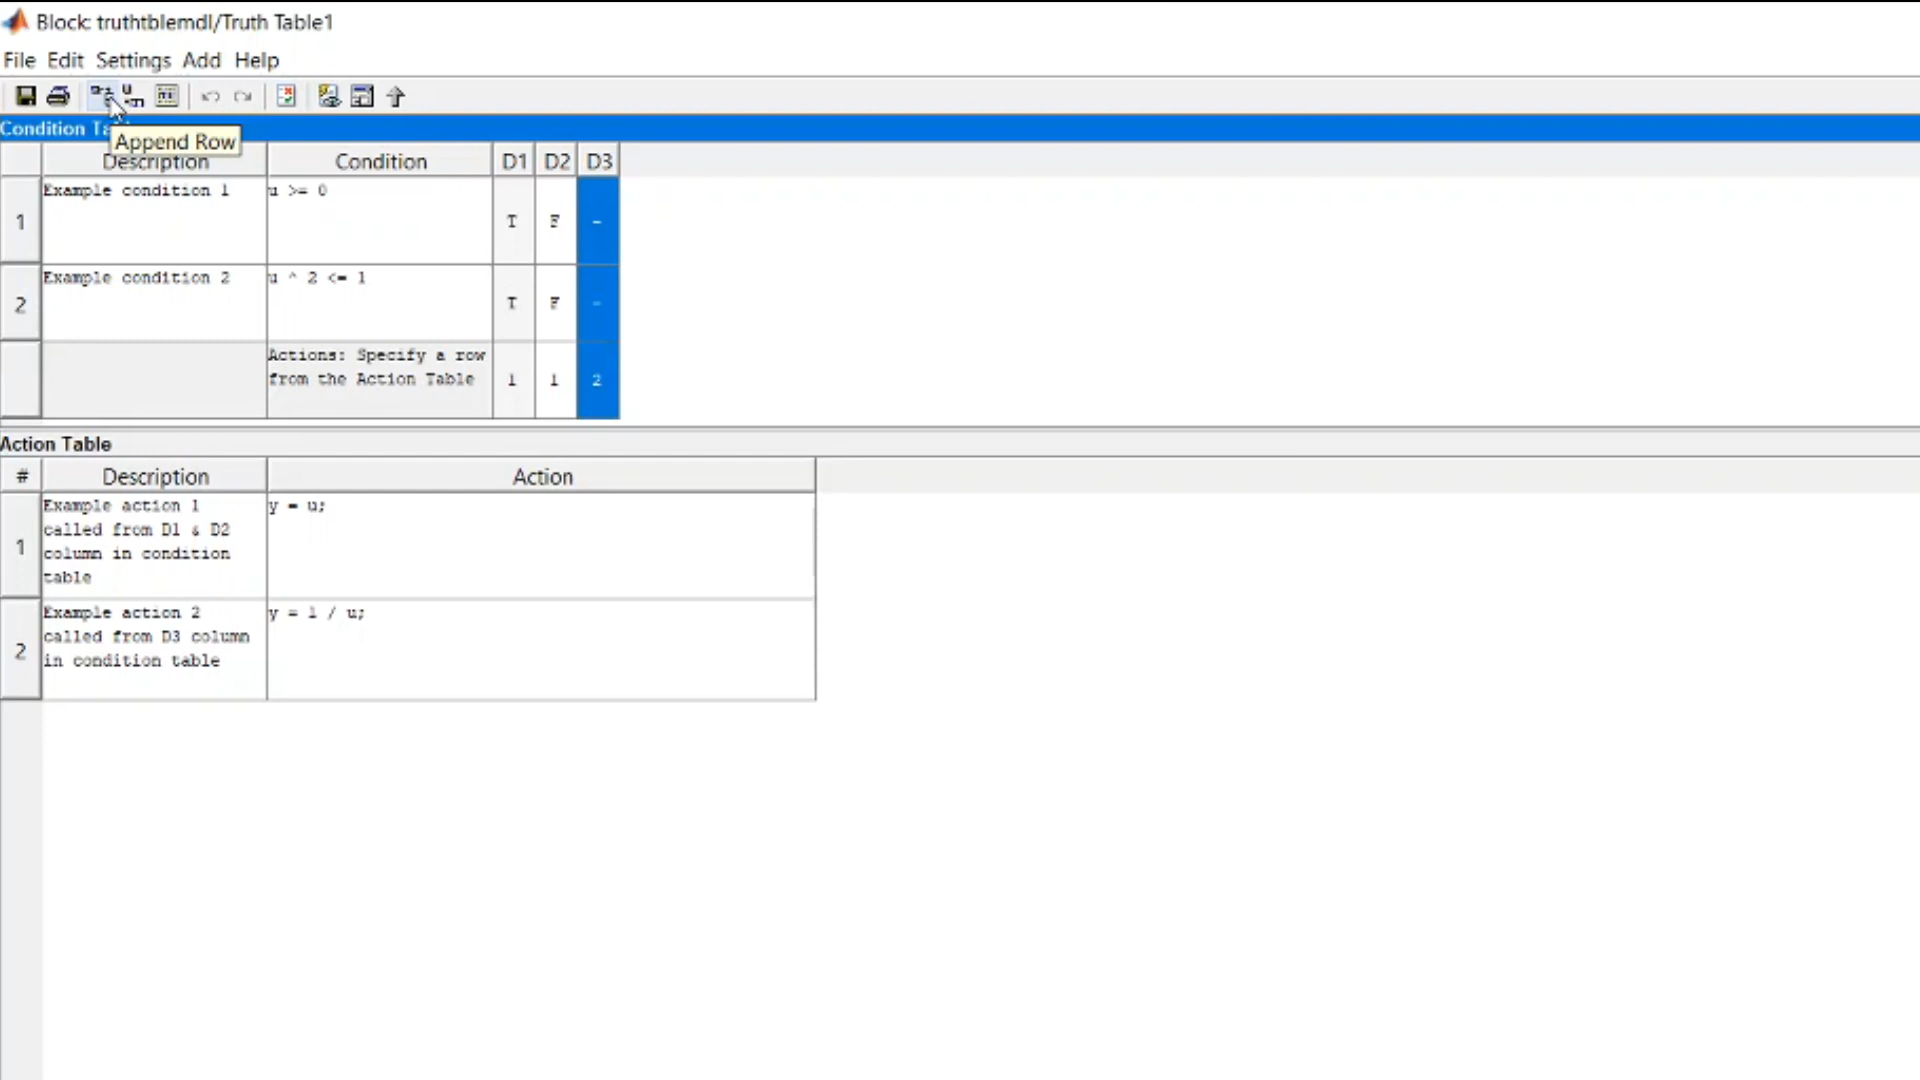 Block: truthtblemdl/Truth Table1
File Edit Settings Add Help
Condition Ta
Append Row
Description Condition D1 D2 D3
1 Example condition 1 u >= 0 T F -
2 Example condition 2 u ^ 2 <= 1 T F -
Actions: Specify a row
from the Action Table 1 1 2
Action Table
# Description Action
Example action 1 y = u;
called from D1 & D2
1
column in condition
table
Example action 2 y = 1 / u;
called from D3 column
2
in condition table